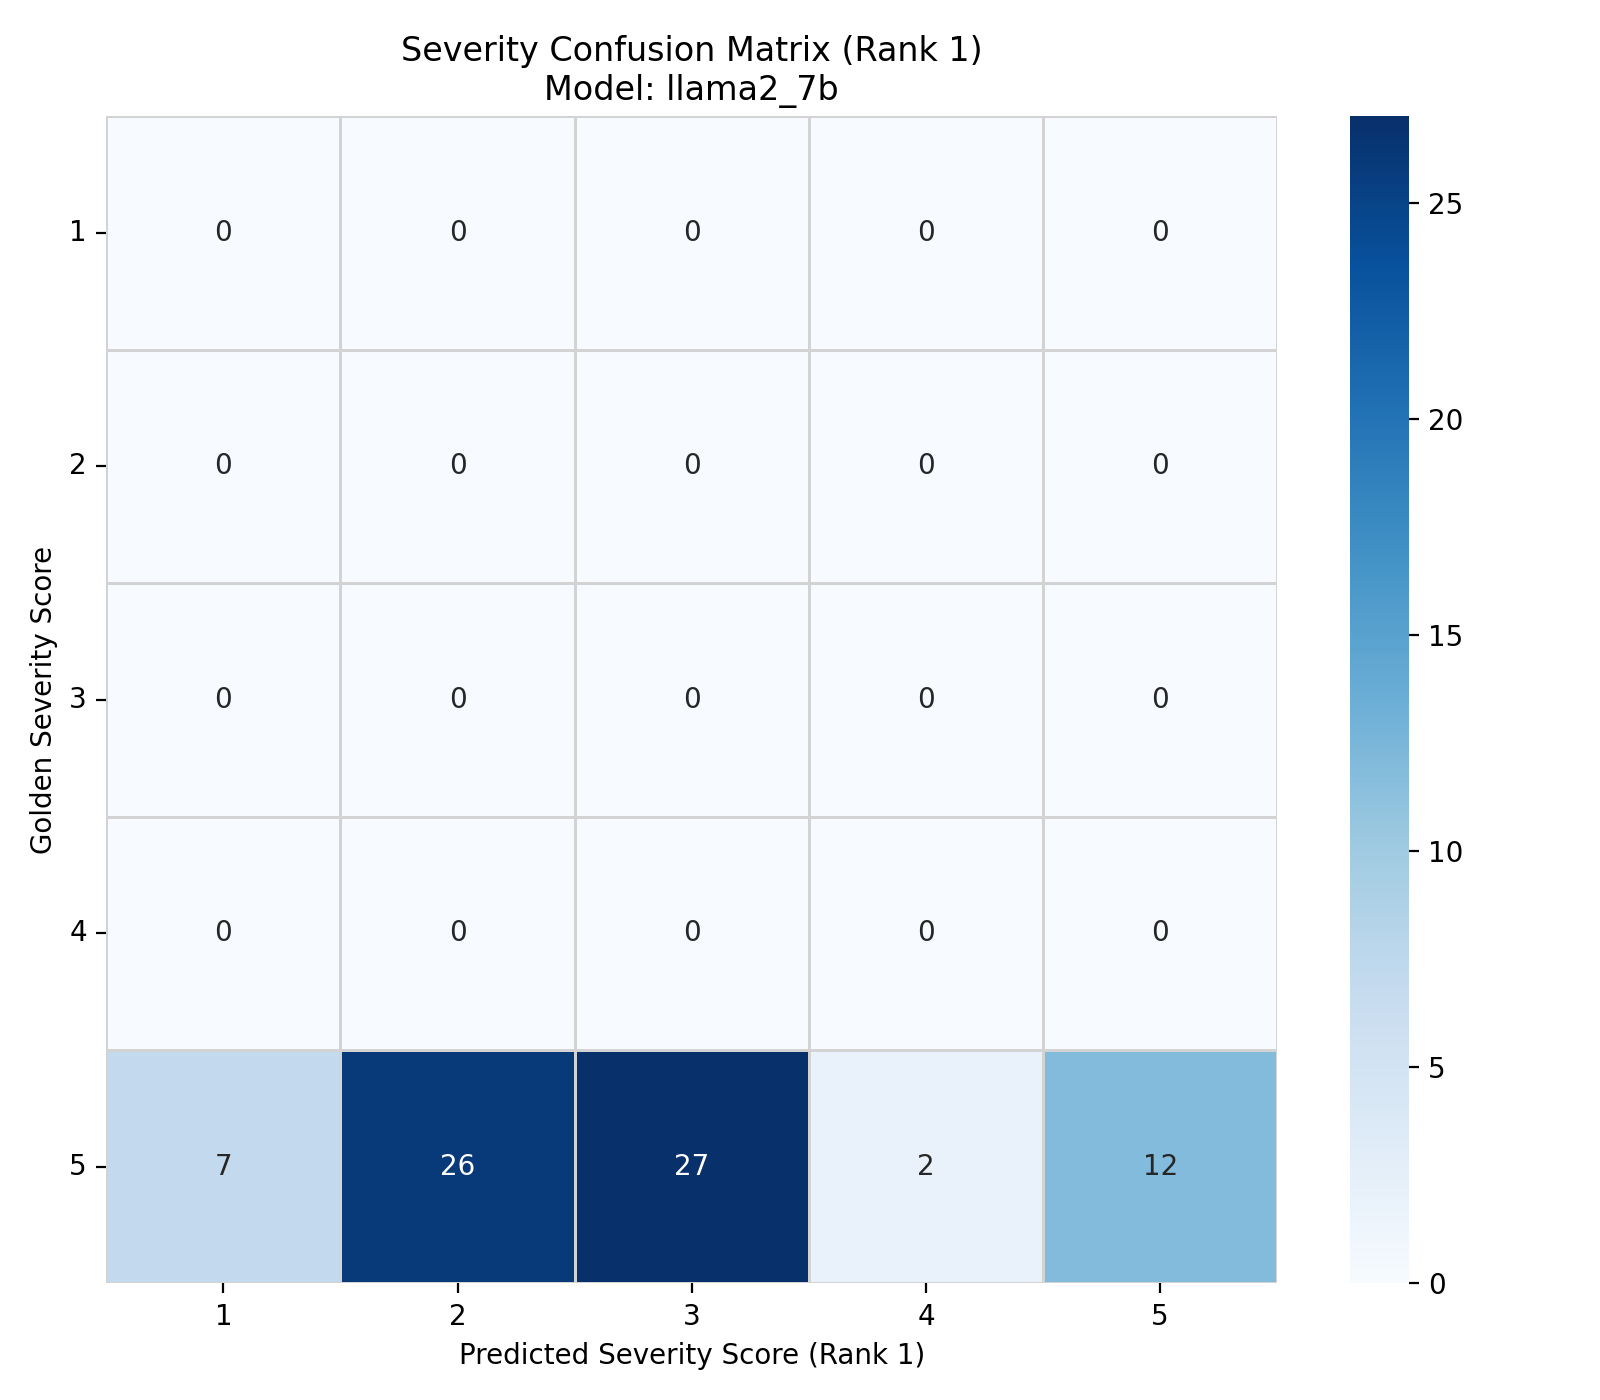 Severity Confusion Matrix (Rank 1)
Model: llama2_7b
Golden Severity Score
1 0 0 0 0 0
2 0 0 0 0 0
3 0 0 0 0 0
4 0 0 0 0 0
5 7 26 27 2 12
1 2 3 4 5
Predicted Severity Score (Rank 1)
25
20
15
10
5
0